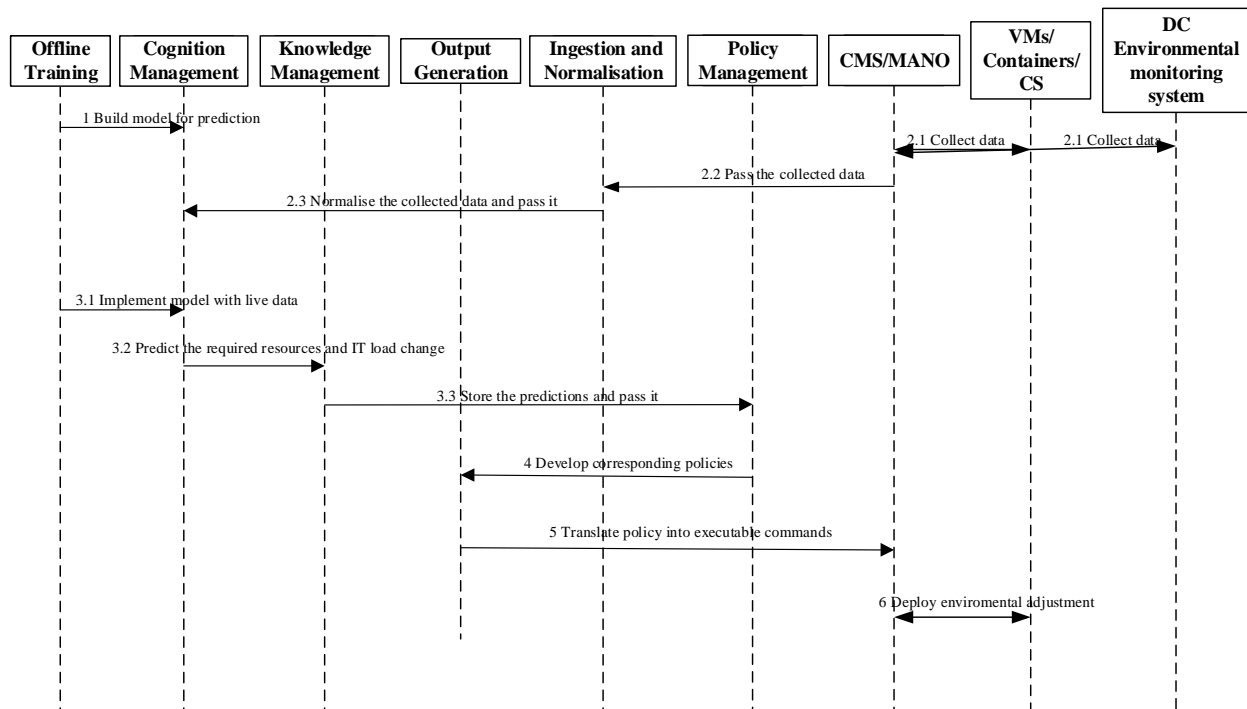 Offline
Training
Cognition
Management
Knowledge
Management
Output
Generation
Ingestion and
Normalisation
Policy
Management
CMS/MANO
VMs/
Containers/
CS
DC
Environmental
monitoring
system
1 Build model for prediction
2.1 Collect data
2.1 Collect data
2.2 Pass the collected data
2.3 Normalise the collected data and pass it
3.1 Implement model with live data
3.2 Predict the required resources and IT load change
3.3 Store the predictions and pass it
4 Develop corresponding policies
5 Translate policy into executable commands
6 Deploy enviromental adjustment